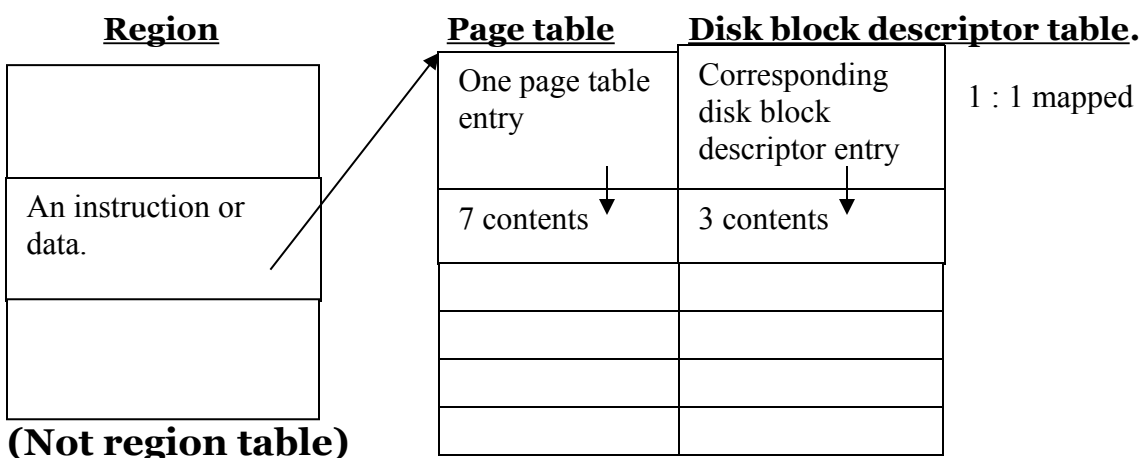 Region
Page table
Disk block descriptor table.
One page table
entry
Corresponding
disk block
descriptor entry
1 : 1 mapped
An instruction or
data.
7 contents
3 contents
(Not region table)